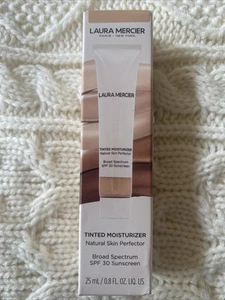 LAURA MERCIER
PARIS | NEW YORK
LAURA MERCIER
TINTED MOISTURIZER
Natural Skin Perfector
Broad Spectrum
SPF 30 Sunscreen
TINTED MOISTURIZER
Natural Skin Perfector
Broad Spectrum
SPF 30 Sunscreen
25 mL / 0.8 FL. OZ. LIQ. US.